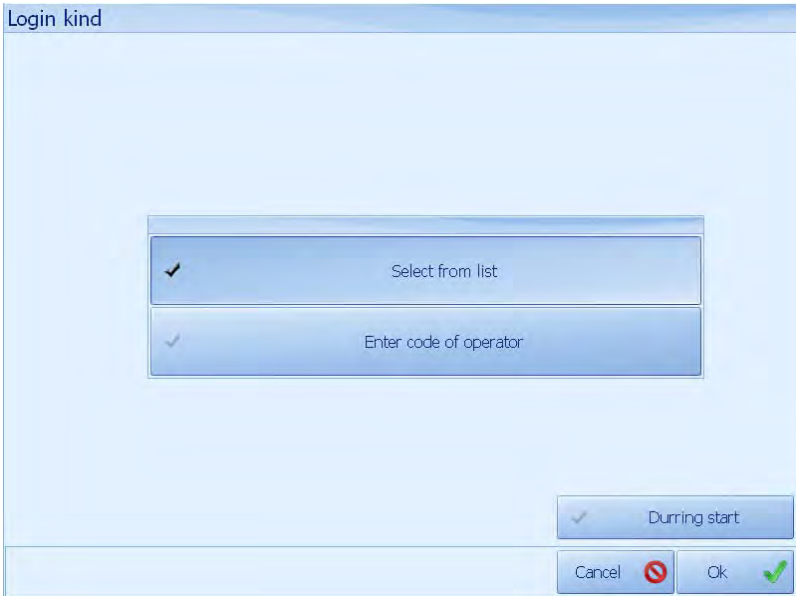 Login kind
Select from list
Enter code of operator
Durring start
Cancel
Ok